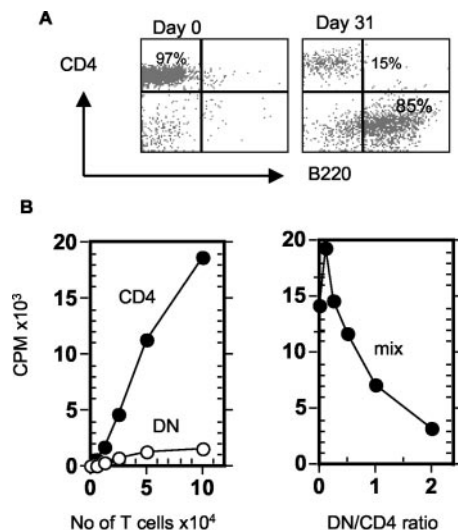 A
Day 0
Day 31
CD4
97%
15%
85%
B220
B
20
15
10
5
0
CPM x10³
CD4
DN
0
5
10
No of T cells x10⁴
20
15
10
5
0
mix
0
1
2
DN/CD4 ratio